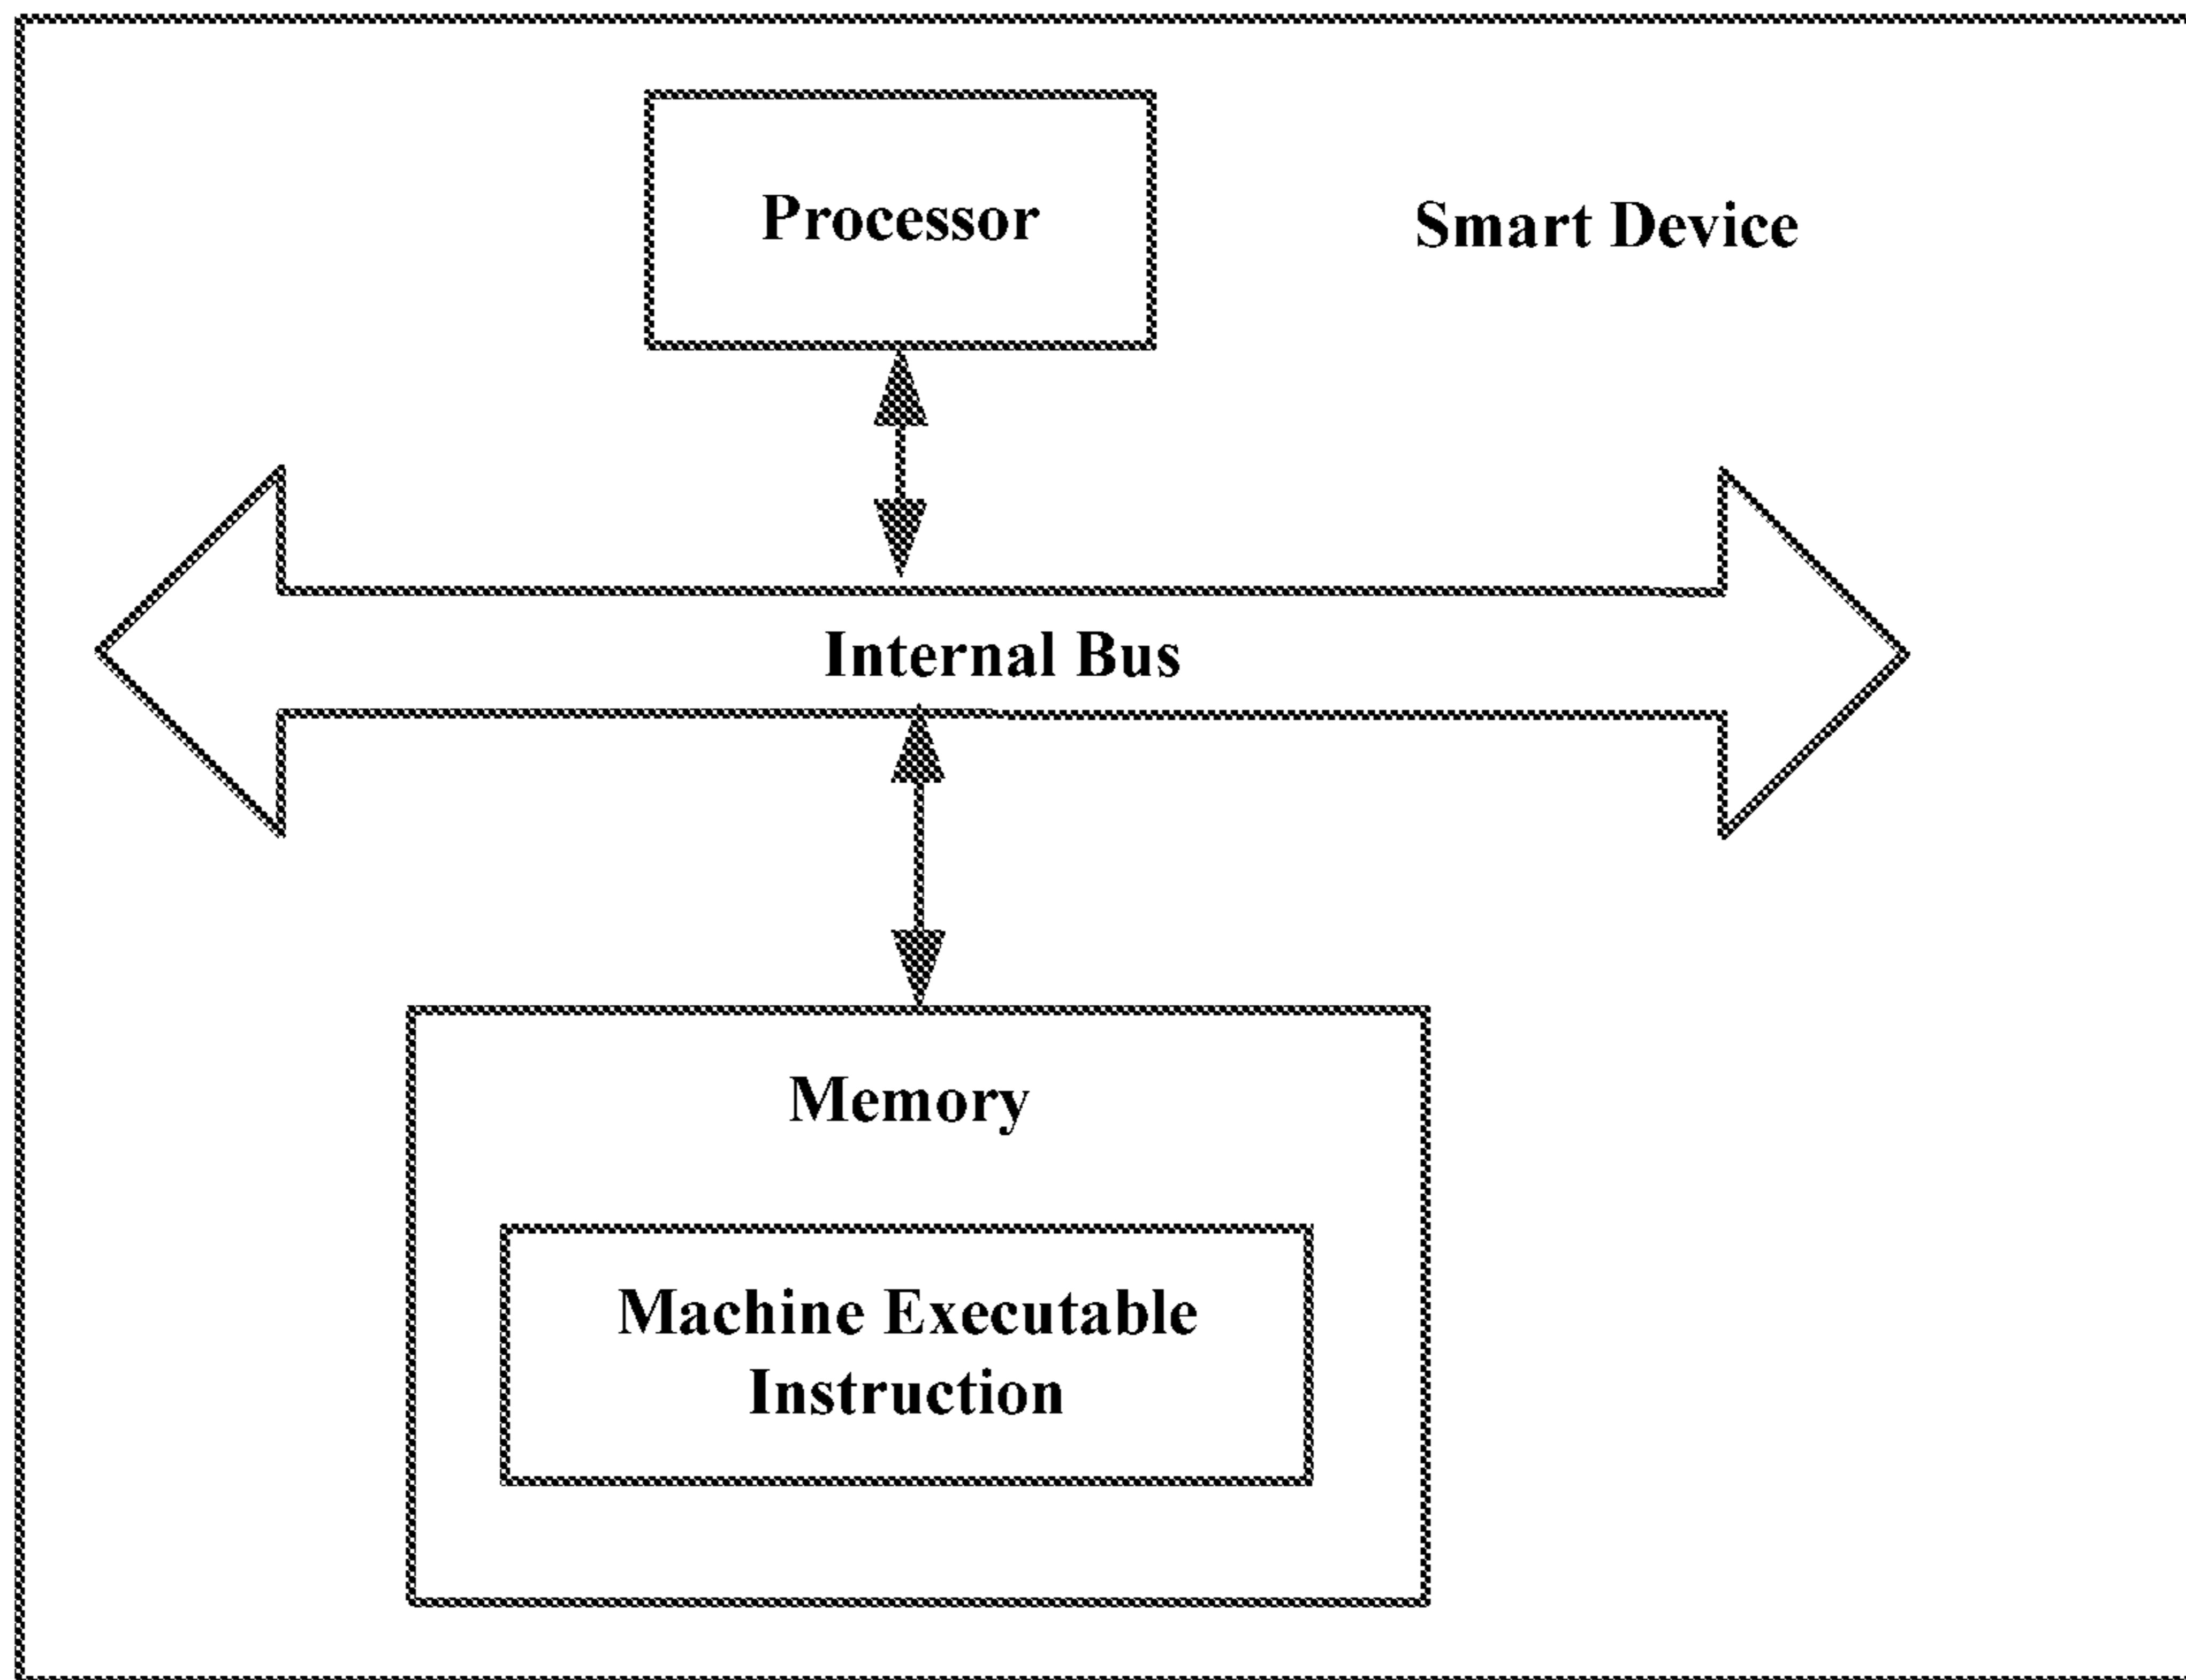 Processor
Smart Device
Internal Bus
Memory
Machine Executable
Instruction